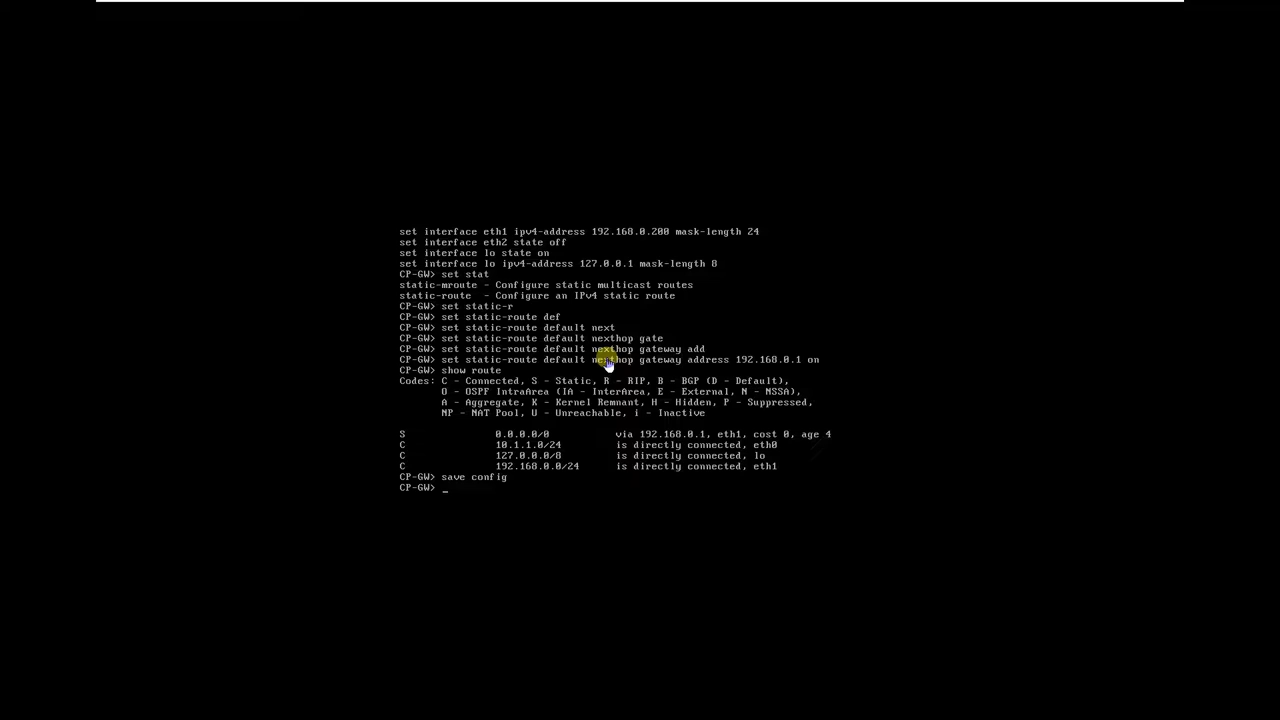 set interface eth1 ipv4-address 192.168.0.200 mask-length 24
set interface eth2 state off
set interface lo state on
set interface lo ipv4-address 127.0.0.1 mask-length 8
CP-GW> set stat
static-mroute - Configure static multicast routes
static-route  - Configure an IPv4 static route
CP-GW> set static-r
CP-GW> set static-route def
CP-GW> set static-route default next
CP-GW> set static-route default nexthop gate
CP-GW> set static-route default nexthop gateway add
CP-GW> set static-route default nexthop gateway address 192.168.0.1 on
CP-GW> show route
Codes: C - Connected, S - Static, R - RIP, B - BGP (D - Default),
O - OSPF IntraArea (IA - InterArea, E - External, N - NSSA),
A - Aggregate, K - Kernel Remnant, H - Hidden, P - Suppressed,
NP - NAT Pool, U - Unreachable, i - Inactive
S 0.0.0.0/0 via 192.168.0.1, eth1, cost 0, age 4
C 10.1.1.0/24 is directly connected, eth0
C 127.0.0.0/8 is directly connected, lo
C 192.168.0.0/24 is directly connected, eth1
CP-GW> save config
CP-GW> _